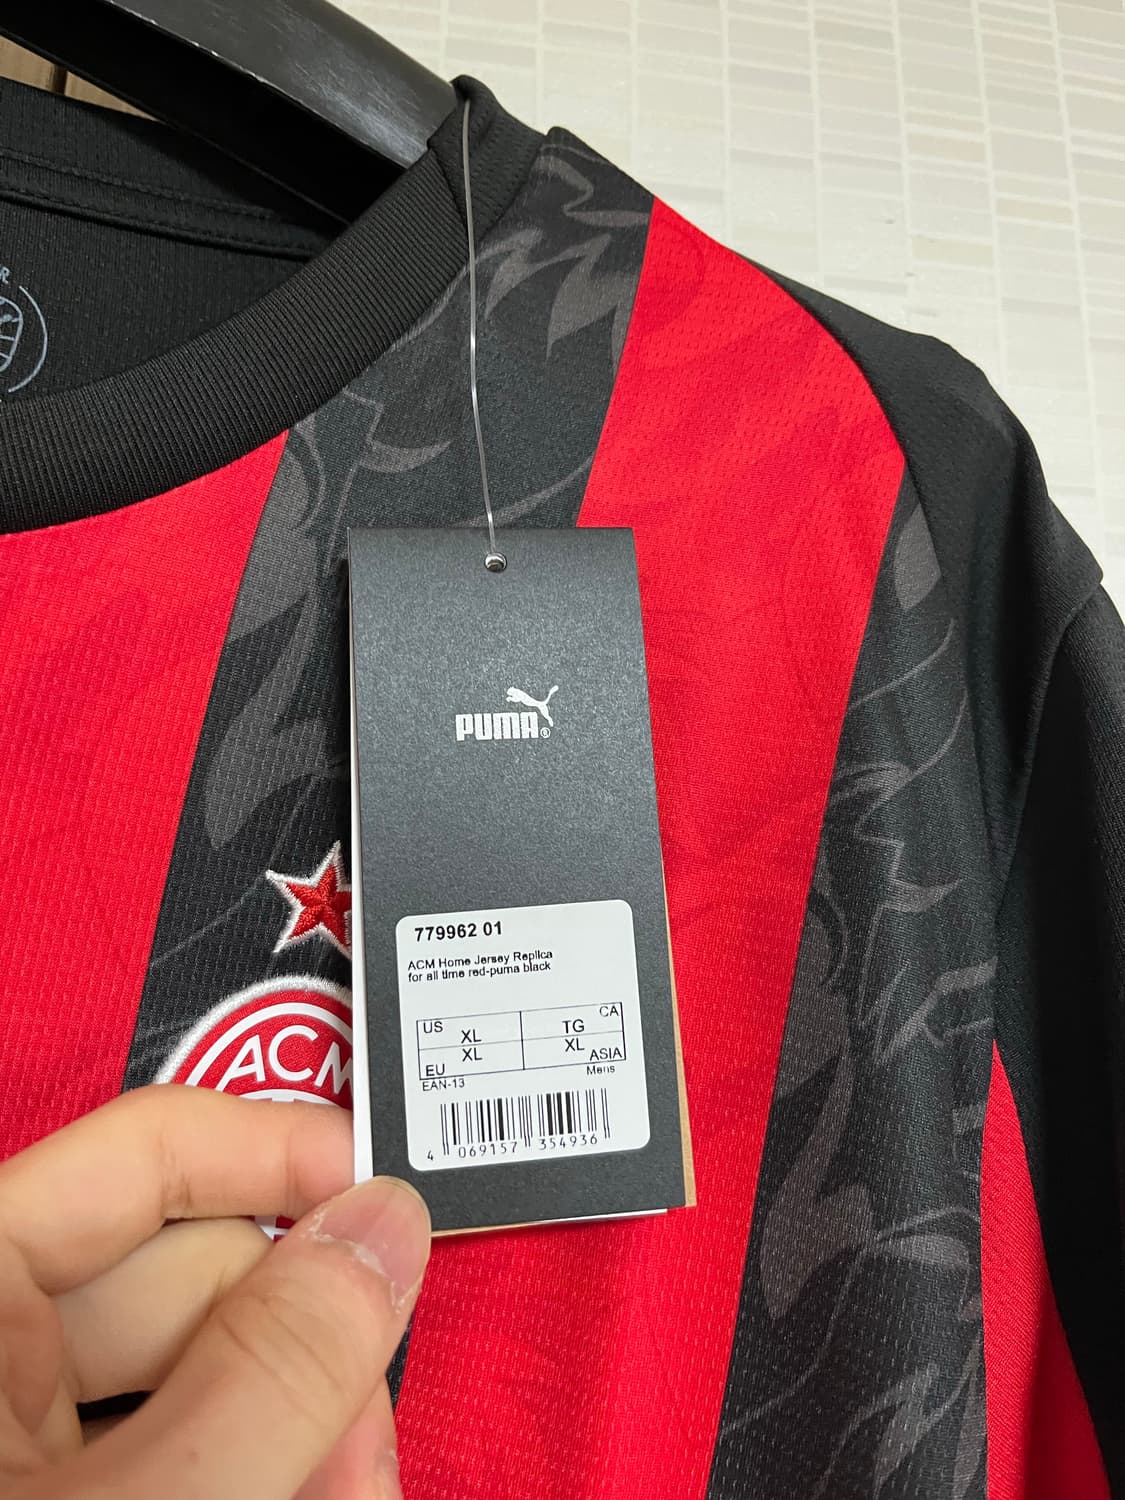 R
PUMA®
779962 01
ACM Home Jersey Replica
for all time red-puma black
US XL TG CA
EU XL XL ASIA
EAN-13 Mens
4 069157 354936
ACM